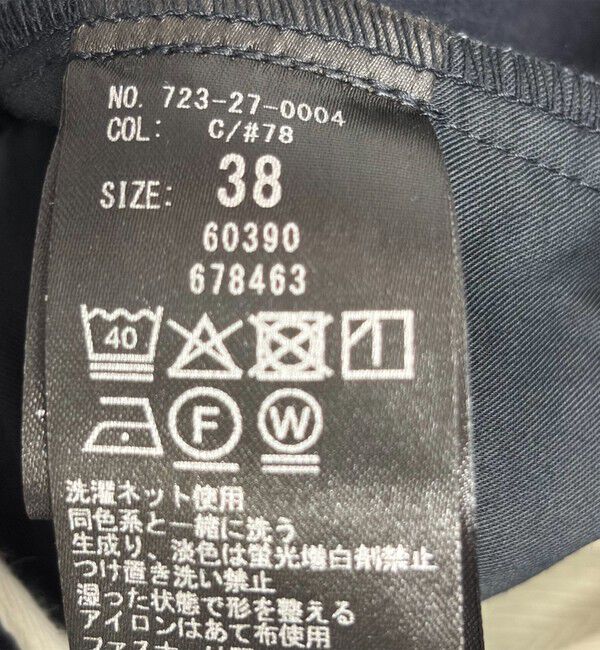 NO. 723-27-0004
COL: C/#78
SIZE: 38
60390
678463
40
F W
洗濯ネット使用
同色系と一緒に洗う
生成り、淡色は蛍光増白剤禁止
つけ置き洗い禁止
湿った状態で形を整える
アイロンはあて布使用